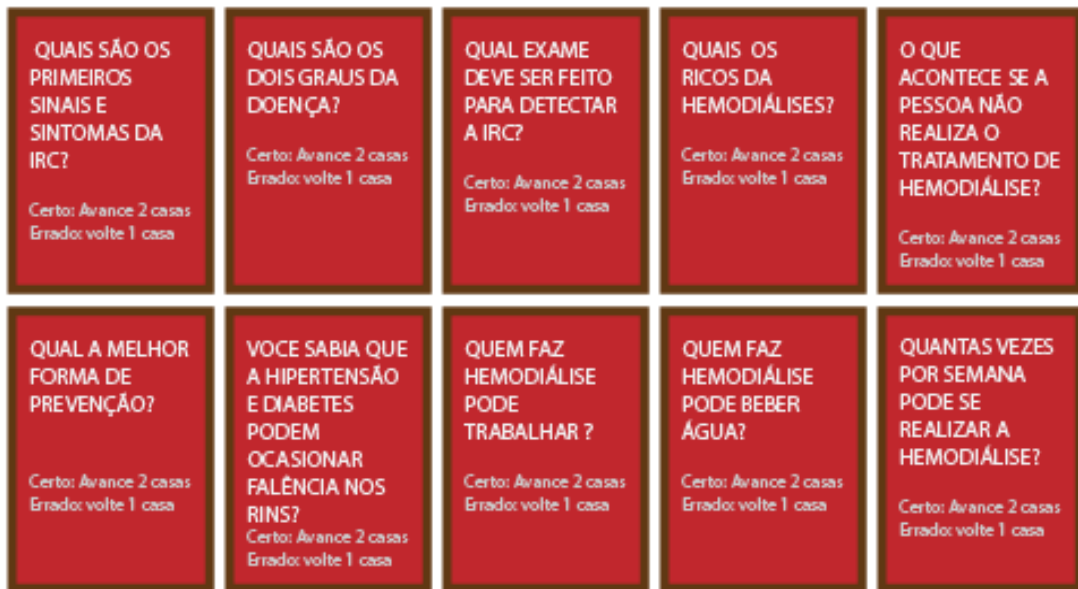 QUAIS SÃO OS
PRIMEIROS
SINAIS E
SINTOMAS DA
IRC?
Certo: Avance 2 casas
Errado: volte 1 casa
QUAIS SÃO OS
DOIS GRAUS DA
DOENÇA?
Certo: Avance 2 casas
Errado: volte 1 casa
QUAL EXAME
DEVE SER FEITO
PARA DETECTAR
A IRC?
Certo: Avance 2 casas
Errado: volte 1 casa
QUAIS OS
RICOS DA
HEMODIÁLISES?
Certo: Avance 2 casas
Errado: volte 1 casa
O QUE
ACONTECE SE A
PESSOA NÃO
REALIZA O
TRATAMENTO DE
HEMODIÁLISE?
Certo: Avance 2 casas
Errado: volte 1 casa
QUAL A MELHOR
FORMA DE
PREVENÇÃO?
Certo: Avance 2 casas
Errado: volte 1 casa
VOCE SABIA QUE
A HIPERTENSÃO
E DIABETES
PODEM
OCASIONAR
FALÊNCIA NOS
RINS?
Certo: Avance 2 casas
Errado: volte 1 casa
QUEM FAZ
HEMODIÁLISE
PODE
TRABALHAR ?
Certo: Avance 2 casas
Errado: volte 1 casa
QUEM FAZ
HEMODIÁLISE
PODE BEBER
ÁGUA?
Certo: Avance 2 casas
Errado: volte 1 casa
QUANTAS VEZES
POR SEMANA
PODE SE
REALIZAR A
HEMODIÁLISE?
Certo: Avance 2 casas
Errado: volte 1 casa